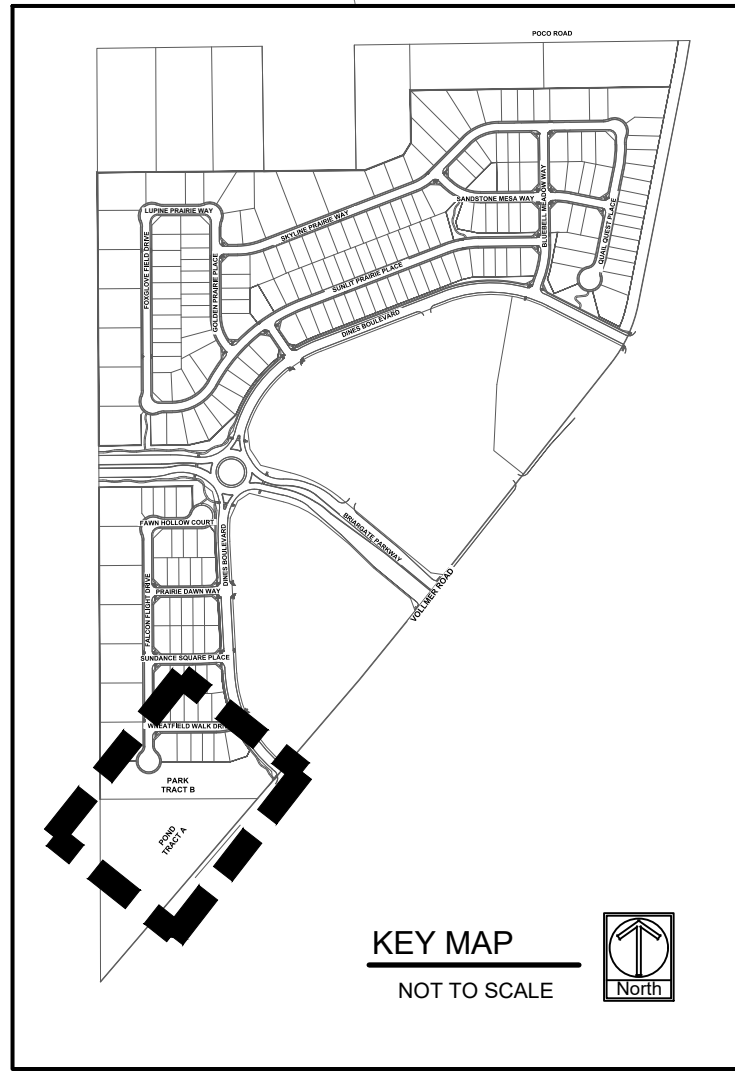 POCO ROAD
LUPINE PRAIRIE WAY
SKYLINE PRAIRIE WAY
SANDSTONE MESA WAY
BLUEBELL MEADOW WAY
QUAIL QUEST PLACE
FOXGLOVE FIELD DRIVE
GOLDEN PRAIRIE PLACE
SUNLIT PRAIRIE PLACE
DINES BOULEVARD
BRIARGATE PARKWAY
VOLLMER ROAD
FAWN HOLLOW COURT
DINES BOULEVARD
FALCON FLIGHT DRIVE
PRAIRIE DAWN WAY
SUNDANCE SQUARE PLACE
WHEATFIELD WALK
PARK
TRACT B
POND
TRACT A
KEY MAP
NOT TO SCALE
North